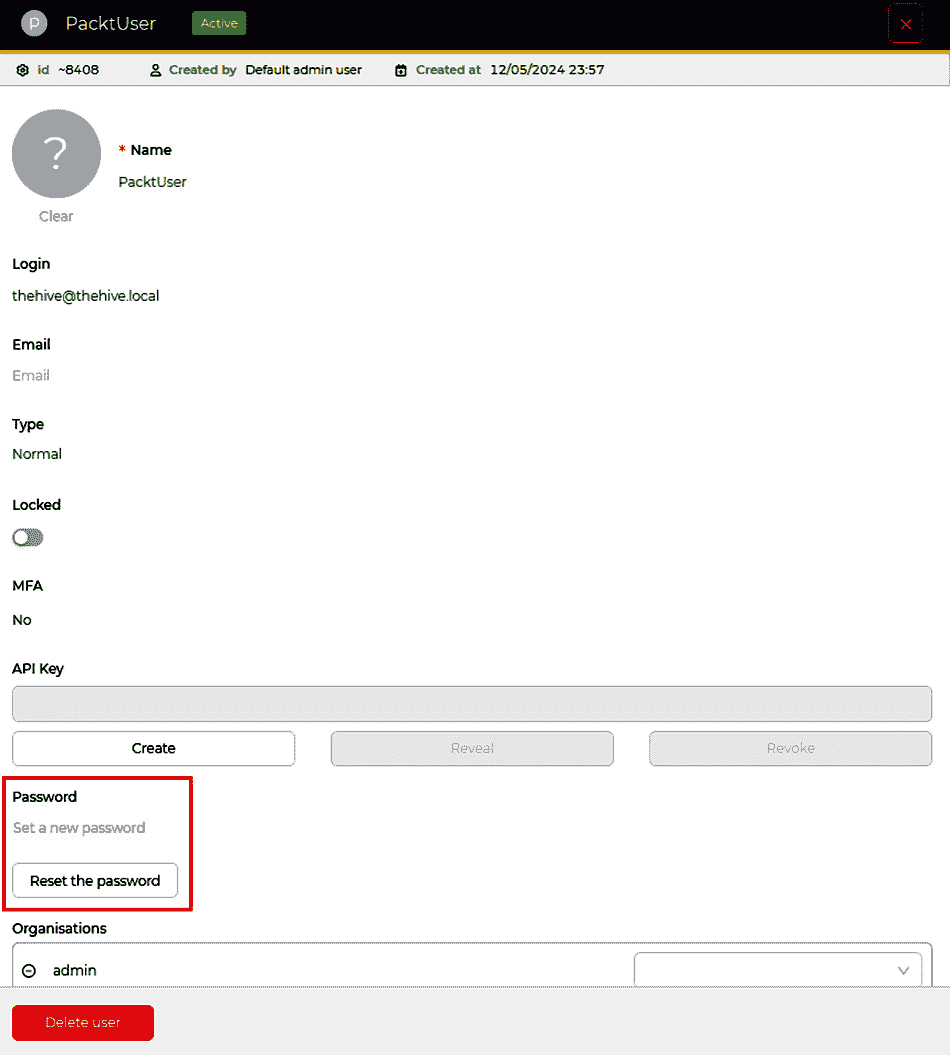 P PacktUser Active
id ~8408 Created by Default admin user Created at 12/05/2024 23:57
?
* Name
PacktUser
Clear
Login
thehive@thehive.local
Email
Email
Type
Normal
Locked
MFA
No
API Key
Create Reveal Revoke
Password
Set a new password
Reset the password
Organisations
admin
Delete user